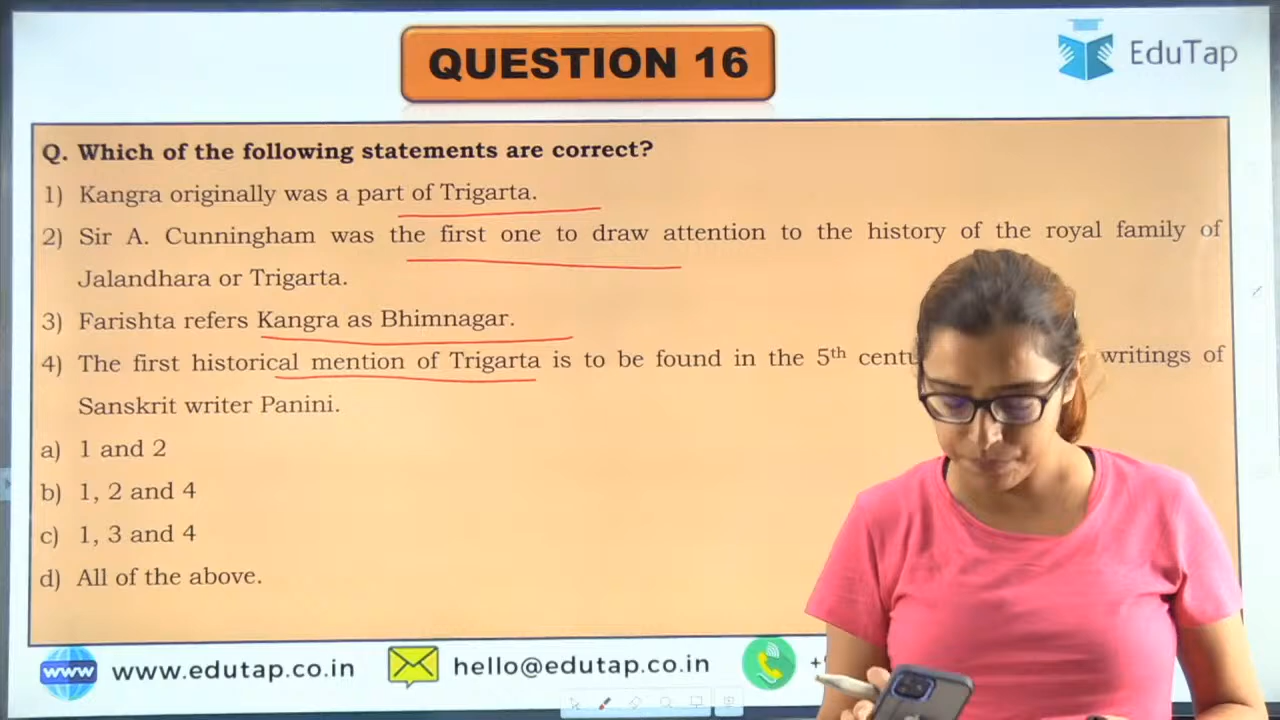 QUESTION 16
EduTap
Q. Which of the following statements are correct?
1) Kangra originally was a part of Trigarta.
2) Sir A. Cunningham was the first one to draw attention to the history of the royal family of
Jalandhara or Trigarta.
3) Farishta refers Kangra as Bhimnagar.
4) The first historical mention of Trigarta is to be found in the 5th writings of
Sanskrit writer Panini.
a) 1 and 2
b) 1, 2 and 4
c) 1, 3 and 4
d) All of the above.
www www.edutap.co.in hello@edutap.co.in